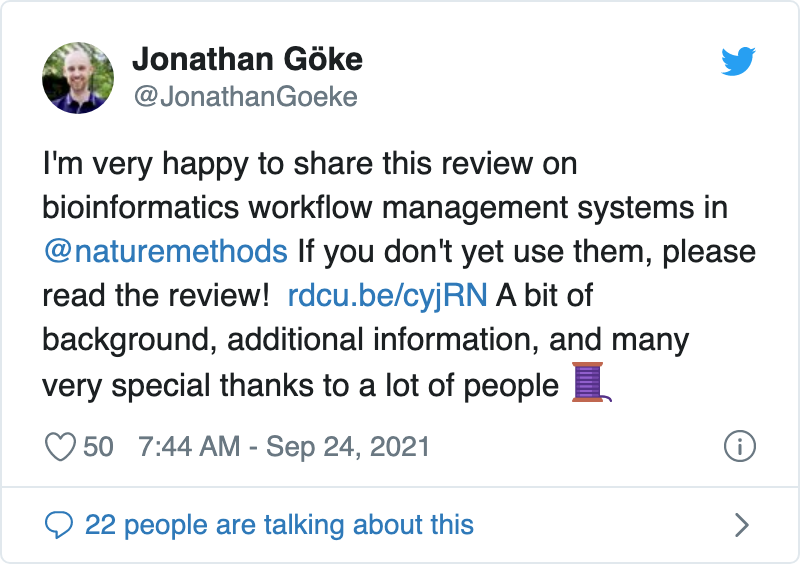 Jonathan Göke
@JonathanGoeke
I'm very happy to share this review on
bioinformatics workflow management systems in
@naturemethods If you don't yet use them, please
read the review!  rdcu.be/cyjRN A bit of
background, additional information, and many
very special thanks to a lot of people 🧵
50 7:44 AM - Sep 24, 2021
22 people are talking about this